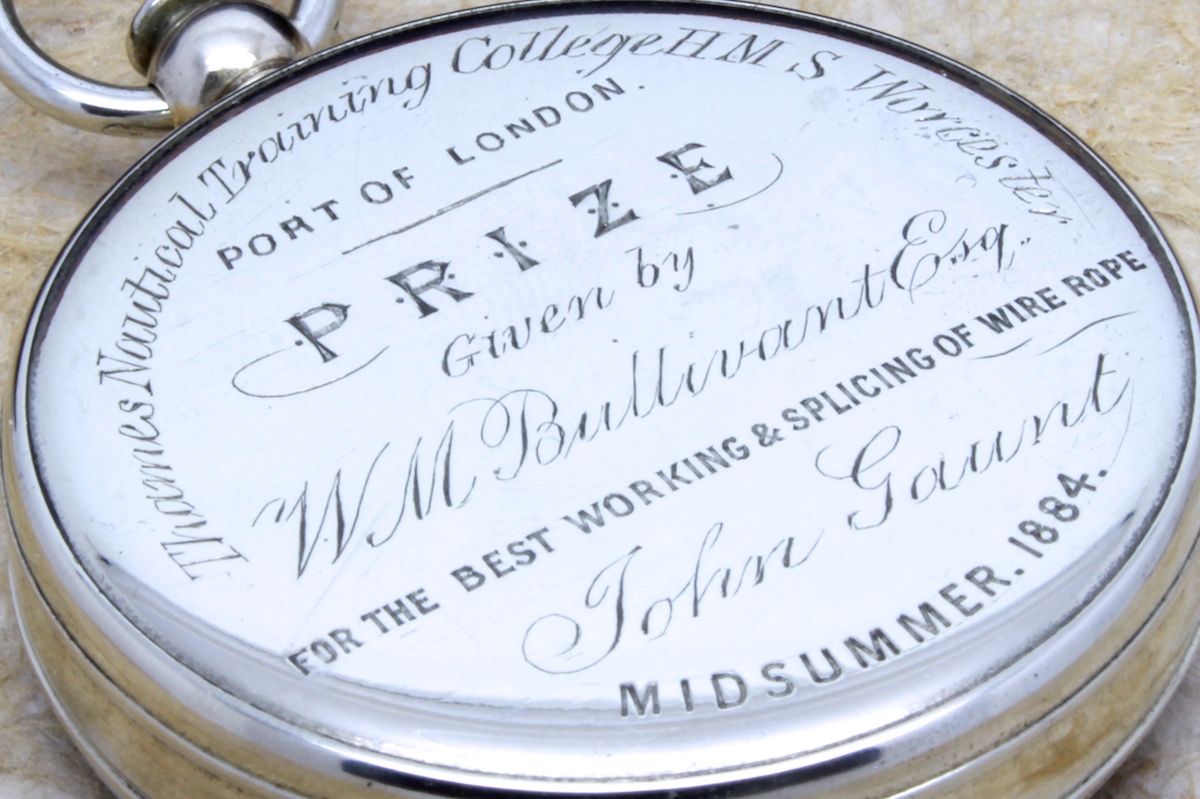 Thames Nautical Training College H M S Worcester
PORT OF LONDON.
PRIZE
Given by
W M Bullivant Esq.
FOR THE BEST WORKING & SPLICING OF WIRE ROPE
John Gaunt
MIDSUMMER. 1884.